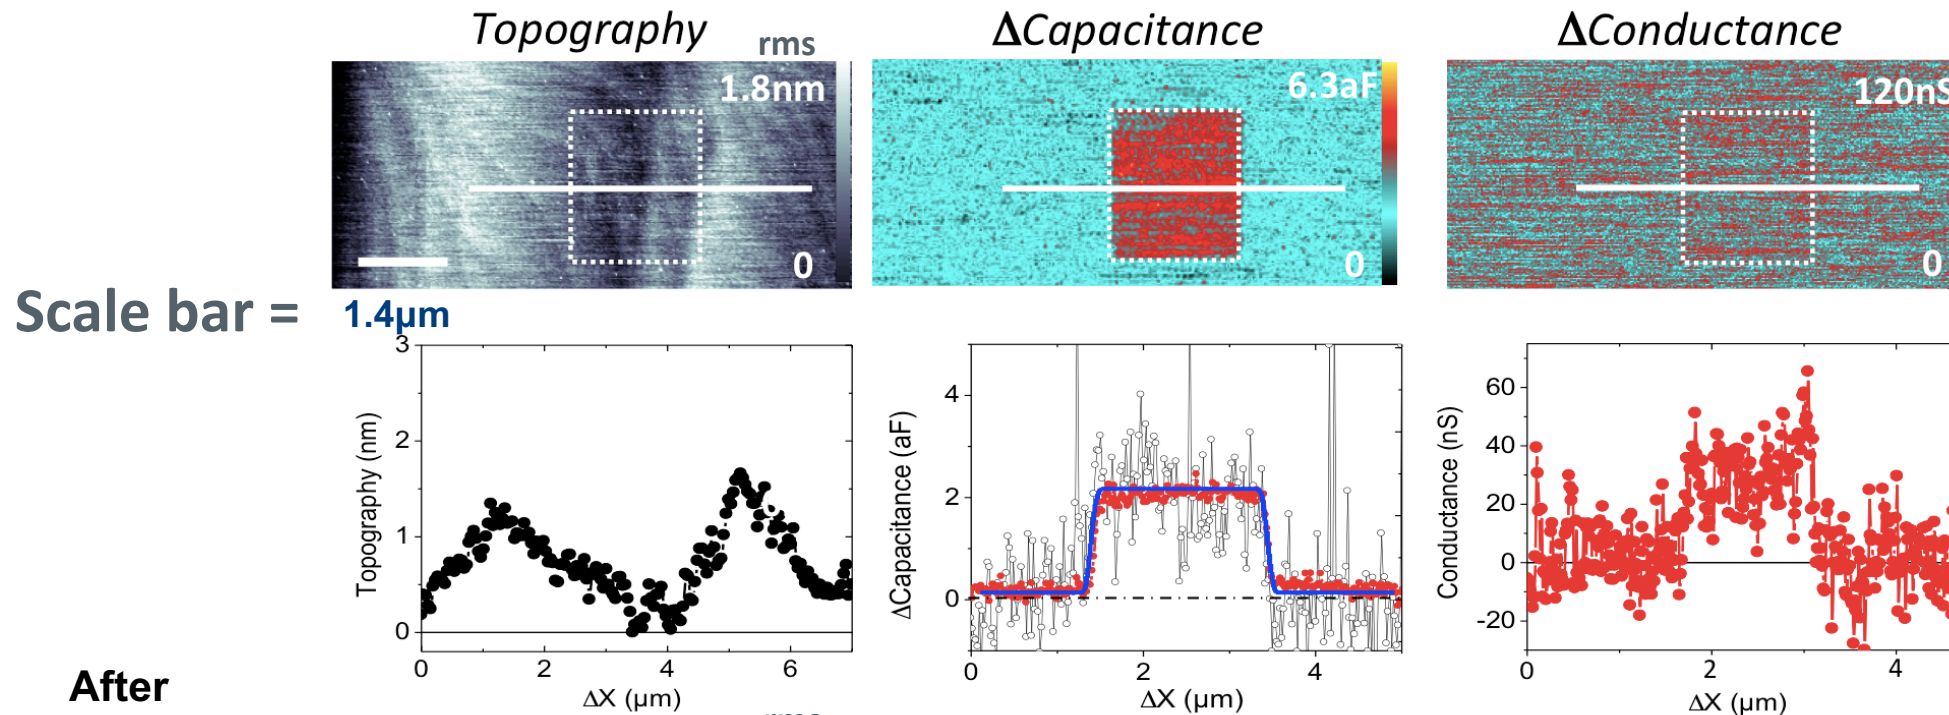 Topography
rms
1.8nm
0
ΔCapacitance
6.3aF
0
ΔConductance
120nS
0
Scale bar =
1.4µm
3
2
1
0
Topography (nm)
0
2
4
6
ΔX (µm)
4
2
0
ΔCapacitance (aF)
0
2
4
ΔX (µm)
60
40
20
0
-20
Conductance (nS)
0
2
4
ΔX (µm)
After